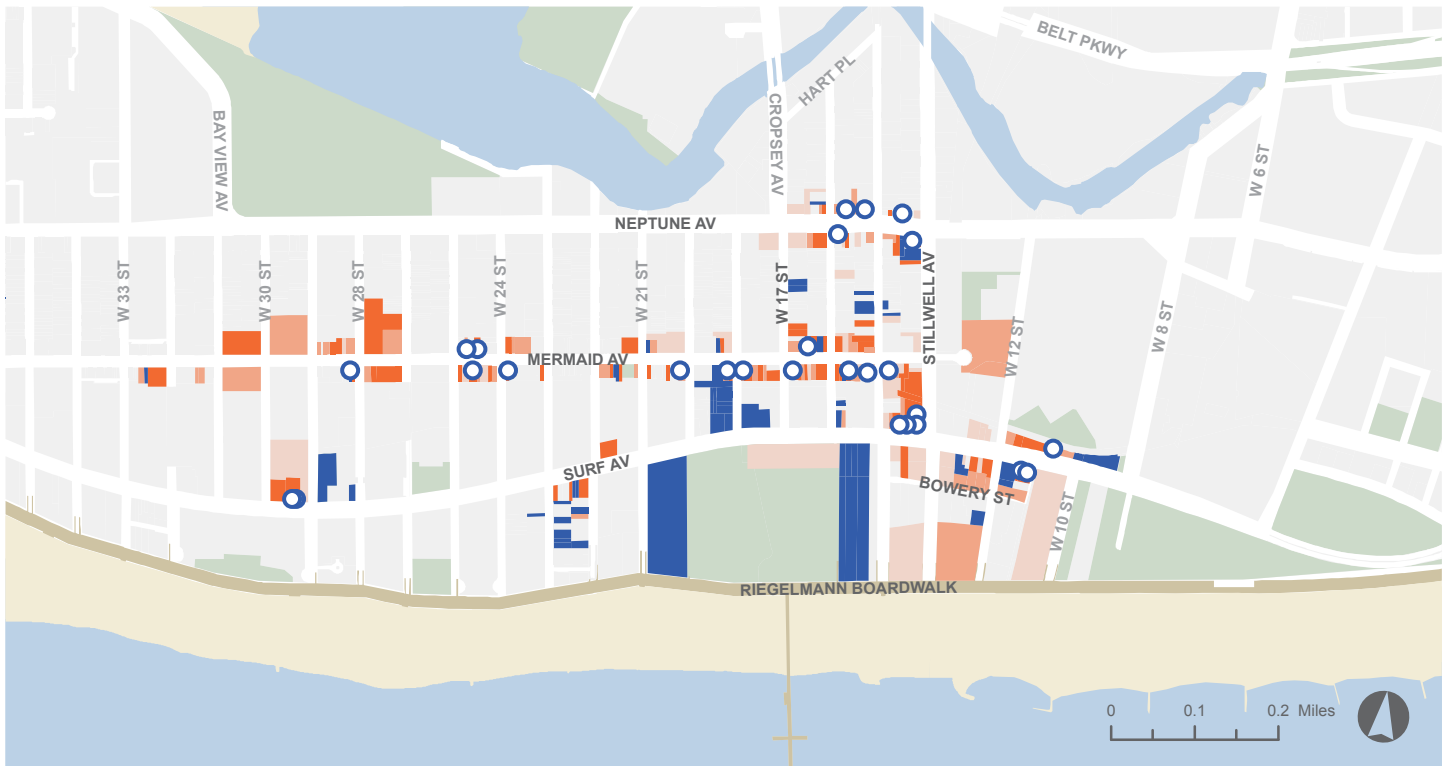 BELT PKWY
HART PL
CROPSEY AV
BAY VIEW AV
W 6 ST
NEPTUNE AV
W 33 ST
W 30 ST
W 28 ST
W 24 ST
W 21 ST
W 17 ST
STILLWELL AV
W 12 ST
W 8 ST
MERMAID AV
SURF AV
BOWERY ST
W 10 ST
RIEGELMANN BOARDWALK
0 0.1 0.2 Miles